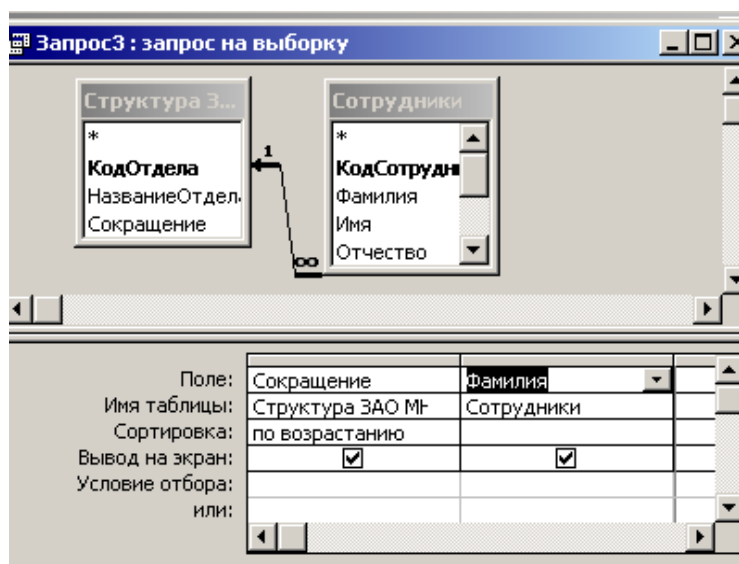 Запрос3 : запрос на выборку
Структура З...
*
КодОтдела
НазваниеОтдел
Сокращение
1
∞
Сотрудники
*
КодСотрудн
Фамилия
Имя
Отчество
Поле: Сокращение Фамилия
Имя таблицы: Структура ЗАО МН Сотрудники
Сортировка: по возрастанию
Вывод на экран:
Условие отбора:
или: